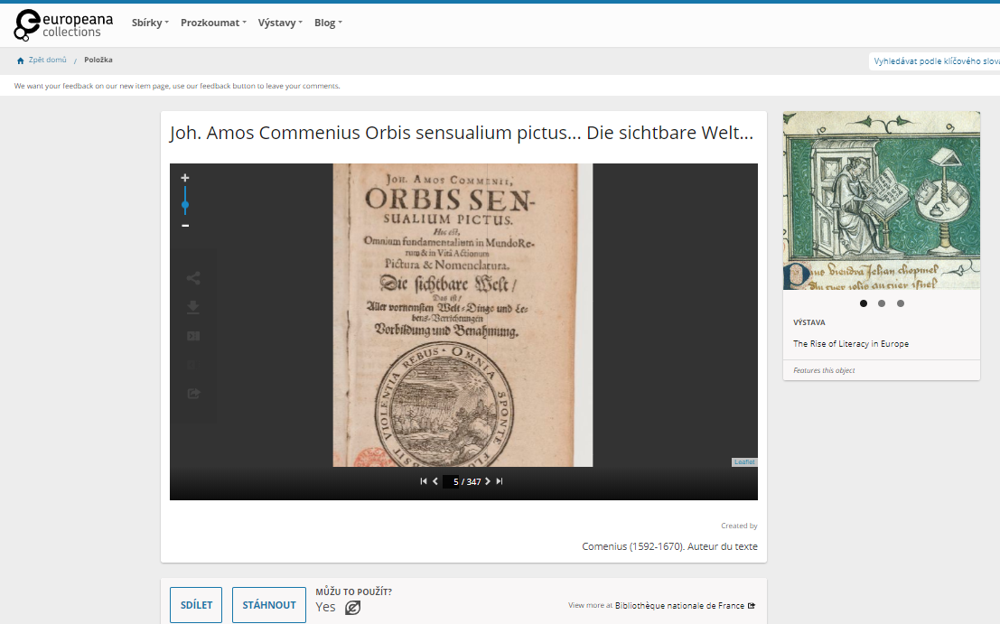 europeana
collections
Sbírky Prozkoumat Výstavy Blog
Zpět domů / Položka
Vyhledávat podle klíčového slova
We want your feedback on our new item page, use our feedback button to leave your comments.
Joh. Amos Commenius Orbis sensualium pictus... Die sichtbare Welt...
JOH. AMOS COMMENII,
ORBIS SEN-
SUALIUM PICTUS.
Hoc est,
Omnium fundamentalium in Mundo Re-
rum & in Vitâ Actionum
Pictura & Nomenclatura.
Die sichtbare Welt /
Das ist /
Aller vornemsten Welt-Dinge und Le-
bens-Verrichtungen
Vorbildung und Benahmung.
OMNIA SPONTE FL
SIT VIOLENTIA REBUS
Leaflet
5 / 347
Created by
Comenius (1592-1670). Auteur du texte
VÝSTAVA
The Rise of Literacy in Europe
Features this object
SDÍLET
STÁHNOUT
MŮŽU TO POUŽÍT?
Yes
View more at Bibliothèque nationale de France